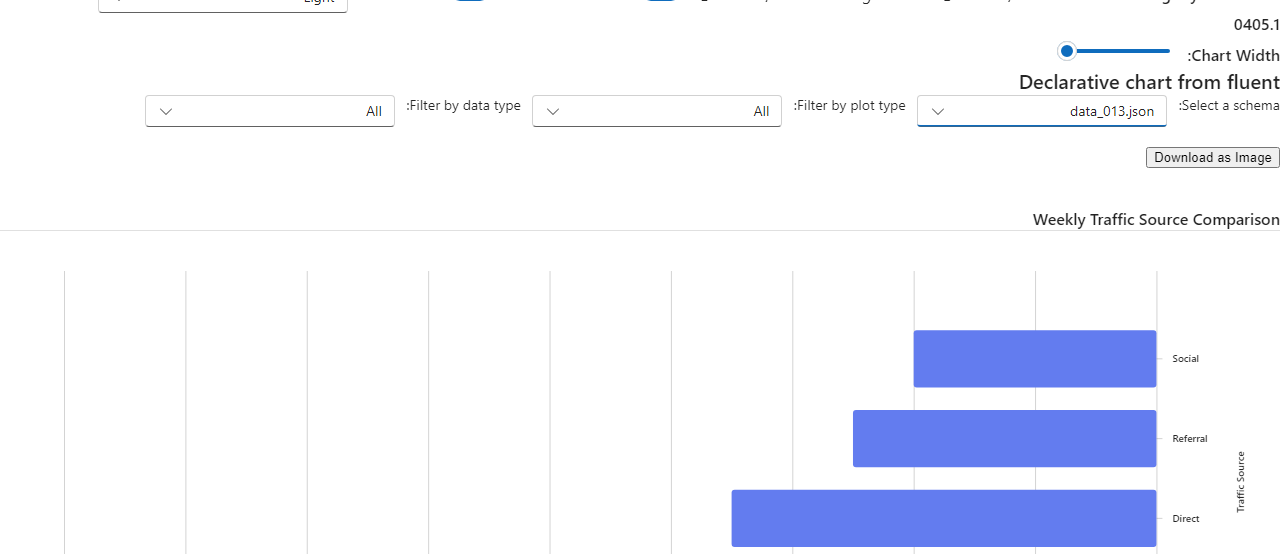 Light
0405.1
:Chart Width
Declarative chart from fluent
:Select a schema
data_013.json
:Filter by plot type
All
:Filter by data type
All
Download as Image
Weekly Traffic Source Comparison
Social
Referral
Direct
Traffic Source